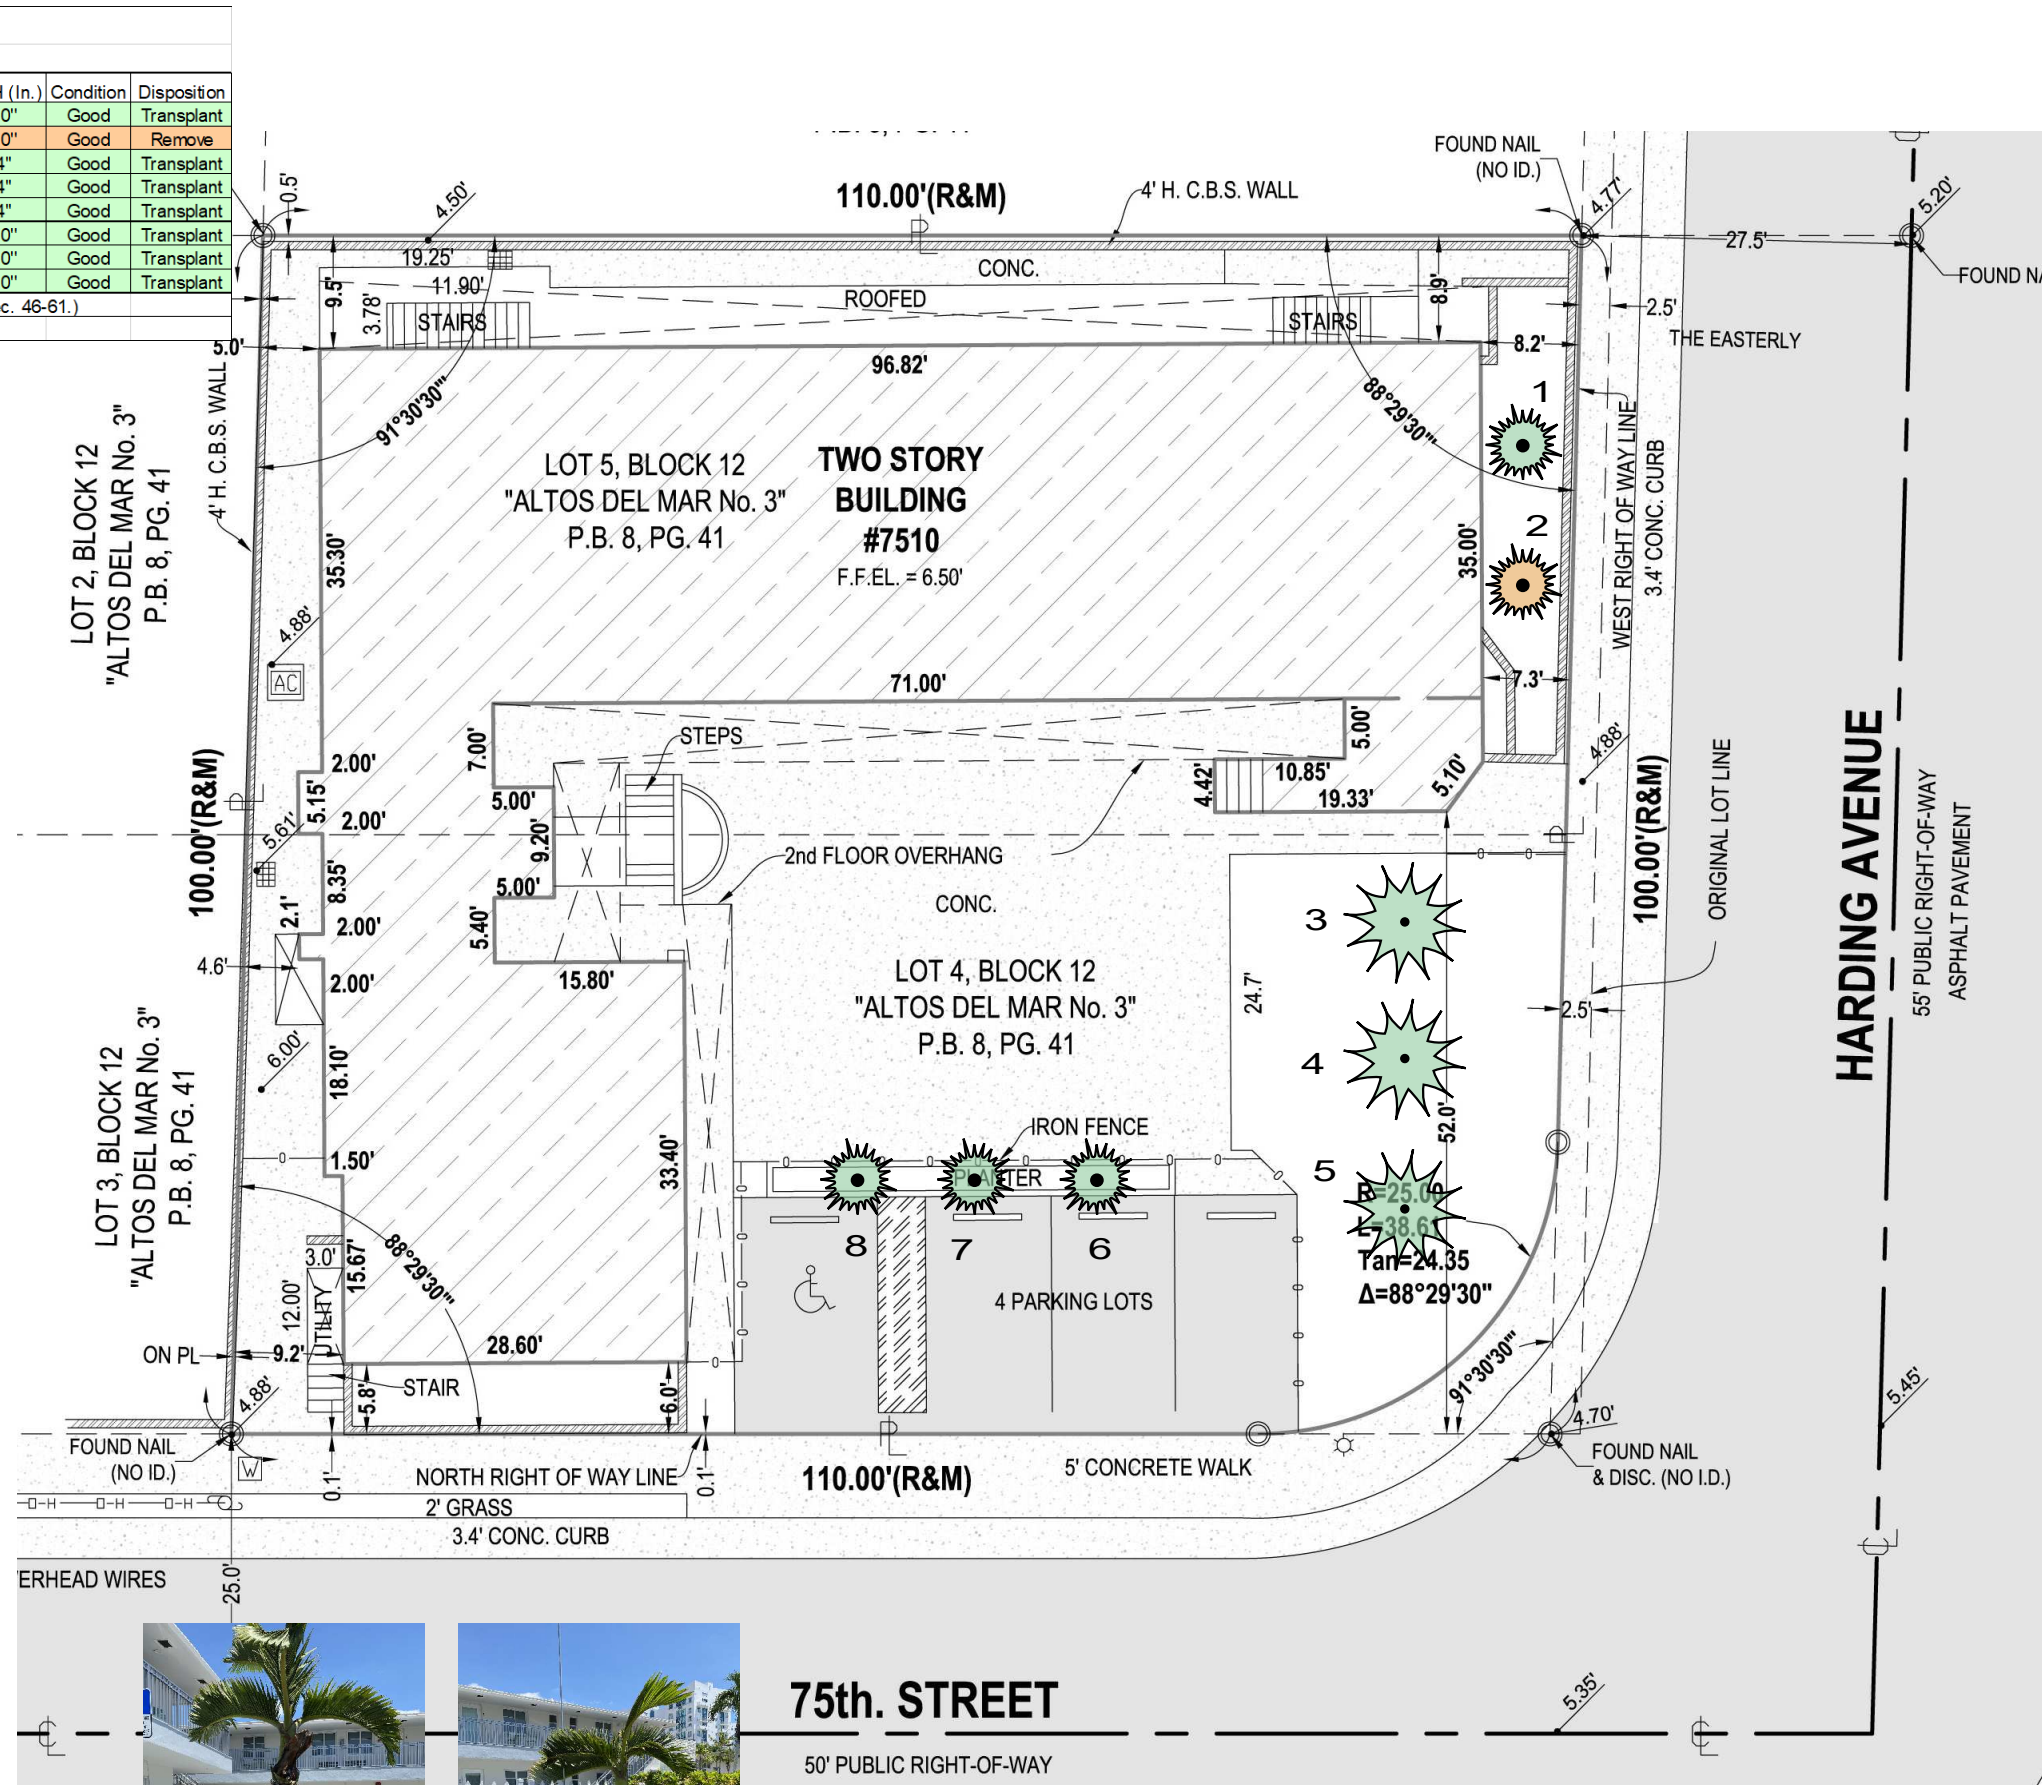 Condition Disposition
Good Transplant
Good Remove
Good Transplant
Good Transplant
Good Transplant
Good Transplant
Good Transplant
Good Transplant
46-61.)
FOUND NAIL
(NO ID.)
0.5'
4.50'
110.00'(R&M)
4' H. C.B.S. WALL
4.77'
5.20'
27.5'
19.25'
CONC.
FOUND
9.5'
3.78'
11.90'
ROOFED
8.9'
2.5'
STAIRS
STAIRS
THE EASTERLY
5.0'
96.82'
8.2'
4' H. C.B.S. WALL
91°30'30"
88°29'30"
1
WEST RIGHT OF WAY LINE
3.4' CONC. CURB
LOT 2, BLOCK 12
"ALTOS DEL MAR No. 3"
P.B. 8, PG. 41
LOT 5, BLOCK 12
"ALTOS DEL MAR No. 3"
P.B. 8, PG. 41
TWO STORY
BUILDING
#7510
F.F.EL. = 6.50'
35.30'
35.00'
2
4.88'
AC
71.00'
7.3'
STEPS
7.00'
5.00'
4.88'
2.00'
5.15'
5.00'
4.42'
10.85'
19.33'
5.10'
100.00'(R&M)
100.00'(R&M)
ORIGINAL LOT LINE
HARDING AVENUE
55' PUBLIC RIGHT-OF-WAY
ASPHALT PAVEMENT
5.61'
2.00'
9.20'
2nd FLOOR OVERHANG
8.35'
5.00'
2.1'
2.00'
5.40'
CONC.
3
4.6'
2.00'
15.80'
LOT 4, BLOCK 12
"ALTOS DEL MAR No. 3"
P.B. 8, PG. 41
24.7'
2.5'
LOT 3, BLOCK 12
"ALTOS DEL MAR No. 3"
P.B. 8, PG. 41
6.00'
18.10'
4
52.0'
IRON FENCE
1.50'
33.40'
PLANTER
5
R=25.00
L=38.61
Tan=24.35
Δ=88°29'30"
8
7
6
88°29'30"
3.0'
15.67'
12.00'
UTILITY
4 PARKING LOTS
28.60'
ON PL
9.2'
91°30'30"
STAIR
5.8'
6.0'
4.88'
5.45'
4.70'
FOUND NAIL
(NO ID.)
W
0.1'
NORTH RIGHT OF WAY LINE
0.1'
110.00'(R&M)
5' CONCRETE WALK
FOUND NAIL
& DISC. (NO I.D.)
2' GRASS
3.4' CONC. CURB
WIRES
25.0'
75th. STREET
5.35'
50' PUBLIC RIGHT-OF-WAY